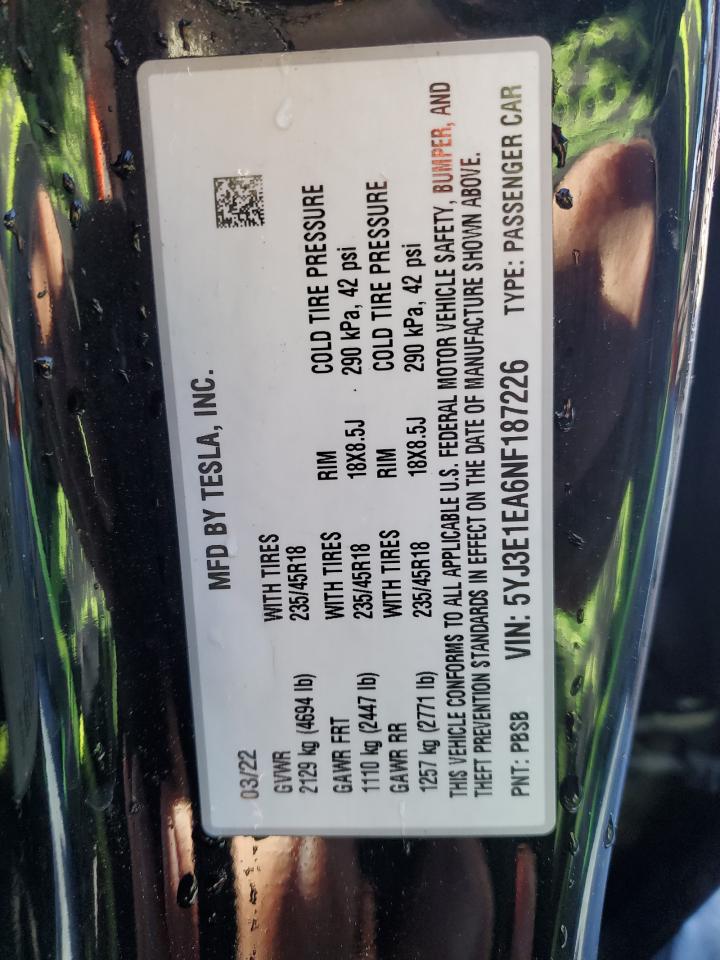 MFD BY TESLA, INC.
03/22
GVWR WITH TIRES
2129 kg (4694 lb) 235/45R18
GAWR FRT WITH TIRES RIM COLD TIRE PRESSURE
1110 kg (2447 lb) 235/45R18 18X8.5J 290 kPa, 42 psi
GAWR RR WITH TIRES RIM COLD TIRE PRESSURE
1257 kg (2771 lb) 235/45R18 18X8.5J 290 kPa, 42 psi
THIS VEHICLE CONFORMS TO ALL APPLICABLE U.S. FEDERAL MOTOR VEHICLE SAFETY, BUMPER, AND
THEFT PREVENTION STANDARDS IN EFFECT ON THE DATE OF MANUFACTURE SHOWN ABOVE.
PNT: PBSB VIN: 5YJ3E1EA6NF187226 TYPE: PASSENGER CAR